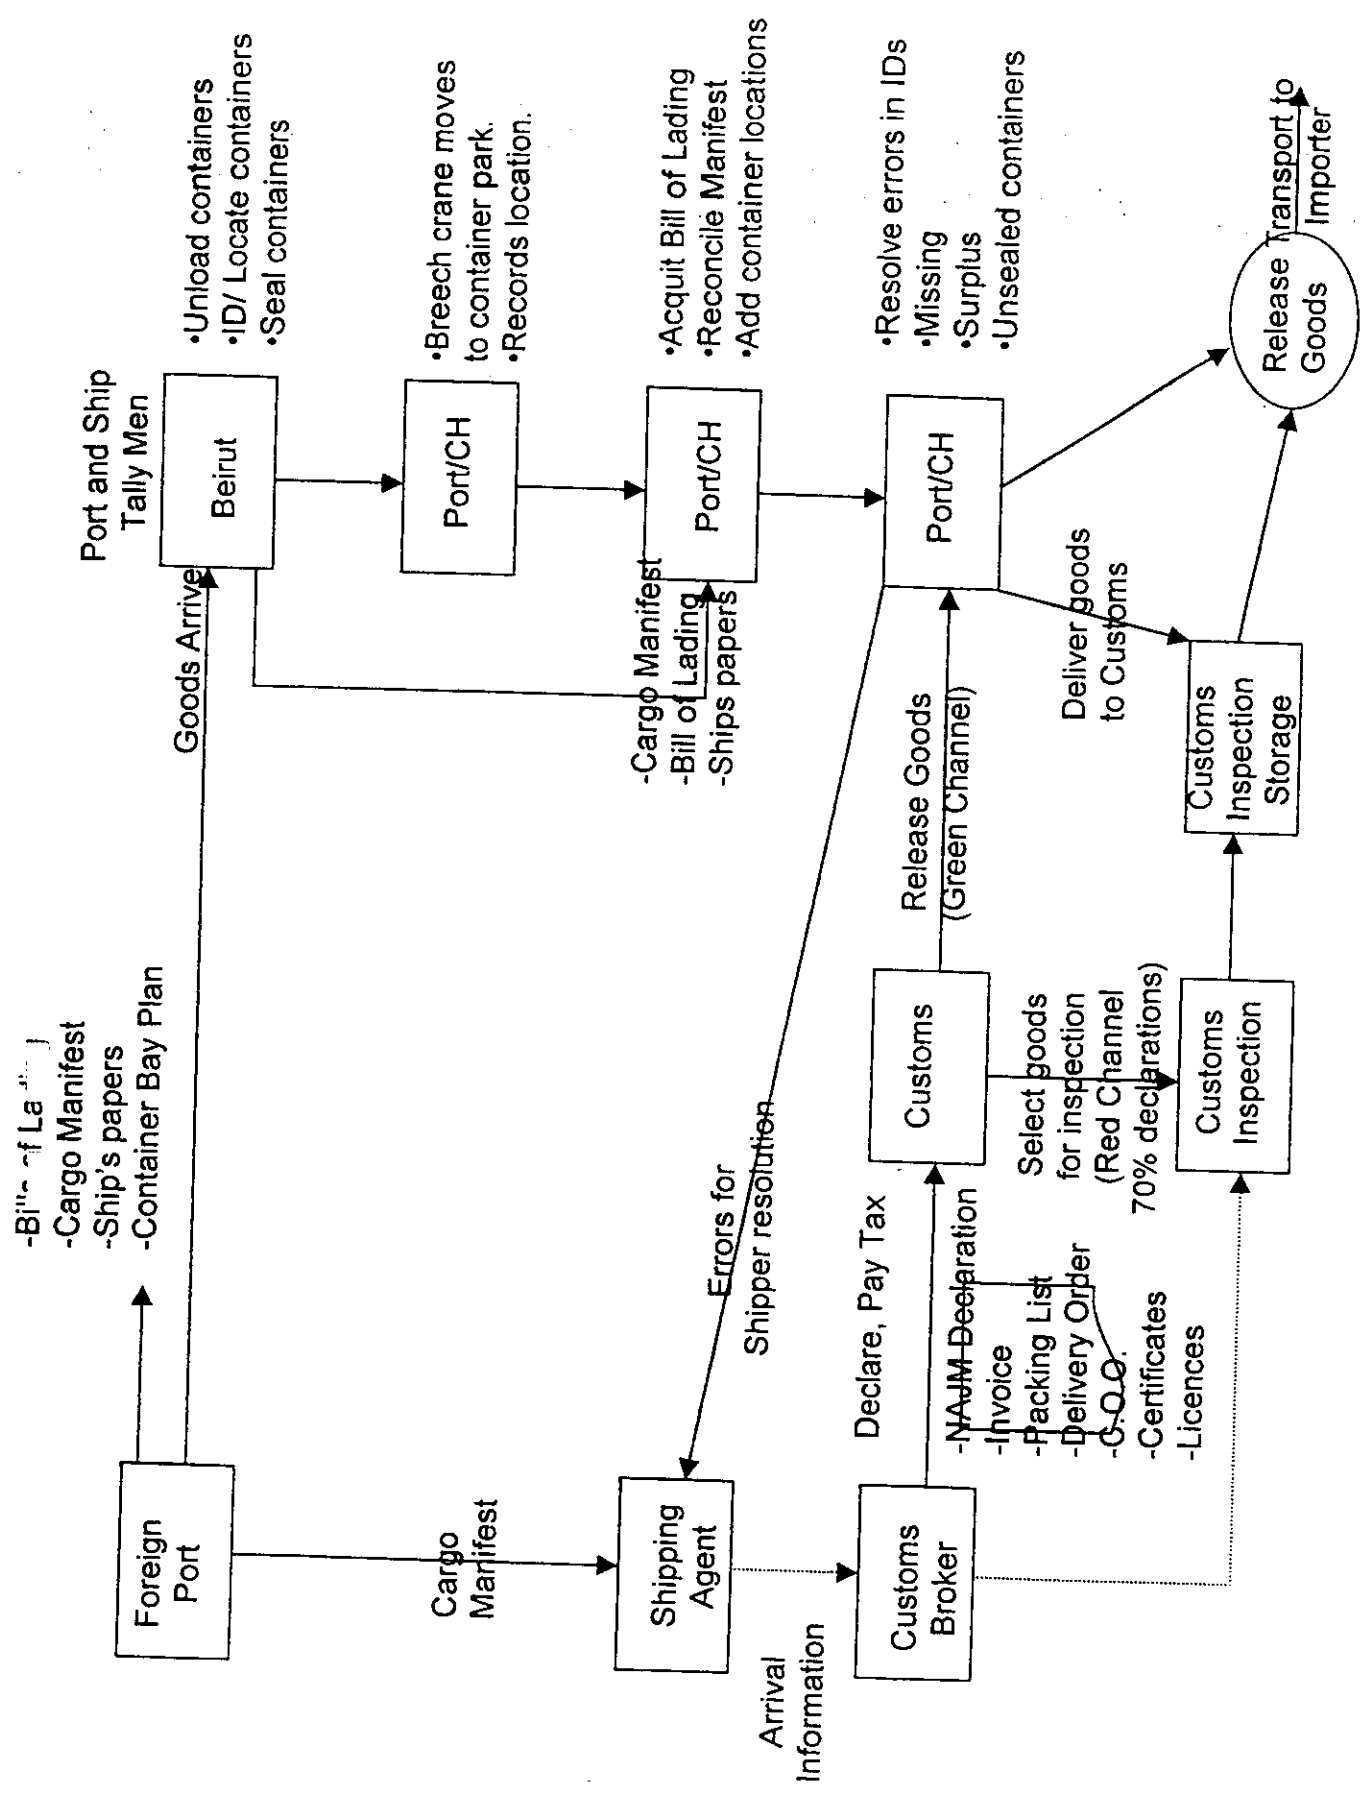 -Cargo Manifest
-Ship's papers
-Container Bay Plan
Port and Ship
Tally Men
Foreign
Port
Goods Arrive
Beirut
•Unload containers
•ID/ Locate containers
•Seal containers
Port/CH
•Breech crane moves
to container park.
•Records location.
Cargo
Manifest
-Cargo Manifest
-Bill of Lading
-Ships papers
Port/CH
•Acquit Bill of Lading
•Reconcile Manifest
•Add container locations
Shipping
Agent
Errors for
Shipper resolution
Arrival
Information
Port/CH
•Resolve errors in IDs
•Missing
•Surplus
•Unsealed containers
Customs
Broker
Declare, Pay Tax
-NAJM Declaration
-Invoice
-Packing List
-Delivery Order
-C.O.O.
-Certificates
-Licences
Customs
Release Goods
(Green Channel)
Select goods
for inspection
(Red Channel
70% declarations)
Deliver goods
to Customs
Customs
Inspection
Customs
Inspection
Storage
Release
Goods
Transport to
Importer